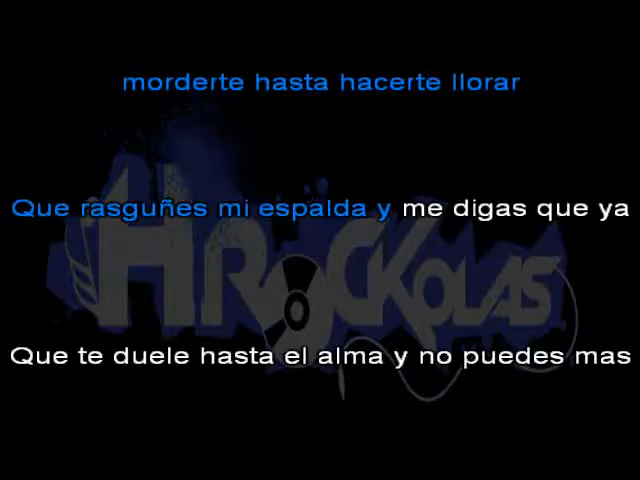 morderte hasta hacerte llorar
Que rasguñes mi espalda y me digas que ya
HRocKolas
Que te duele hasta el alma y no puedes mas